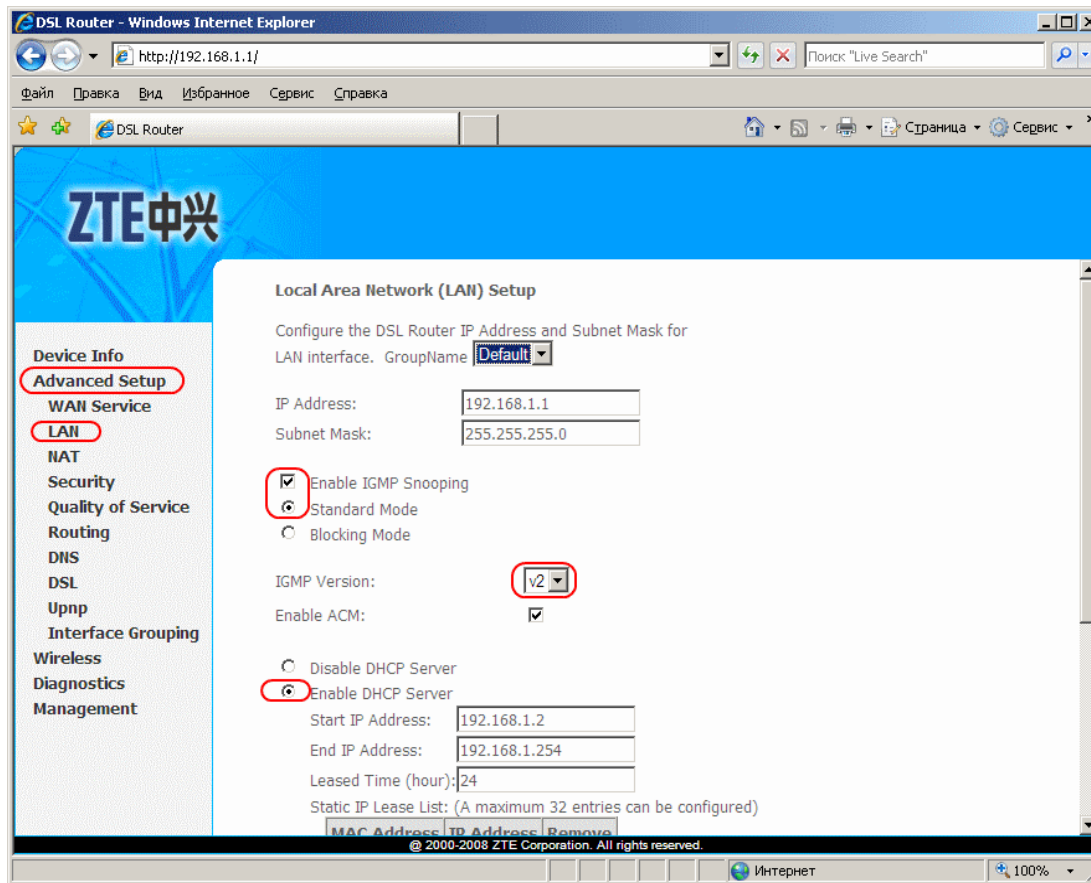 DSL Router - Windows Internet Explorer
http://192.168.1.1/
Поиск "Live Search"
Файл Правка Вид Избранное Сервис Справка
DSL Router
Страница Сервис
ZTE中兴
Device Info
Advanced Setup
WAN Service
LAN
NAT
Security
Quality of Service
Routing
DNS
DSL
Upnp
Interface Grouping
Wireless
Diagnostics
Management
Local Area Network (LAN) Setup
Configure the DSL Router IP Address and Subnet Mask for
LAN interface. GroupName Default
IP Address: 192.168.1.1
Subnet Mask: 255.255.255.0
Enable IGMP Snooping
Standard Mode
Blocking Mode
IGMP Version: v2
Enable ACM:
Disable DHCP Server
Enable DHCP Server
Start IP Address: 192.168.1.2
End IP Address: 192.168.1.254
Leased Time (hour): 24
Static IP Lease List: (A maximum 32 entries can be configured)
MAC Address IP Address Remove
@ 2000-2008 ZTE Corporation. All rights reserved.
Интернет 100%